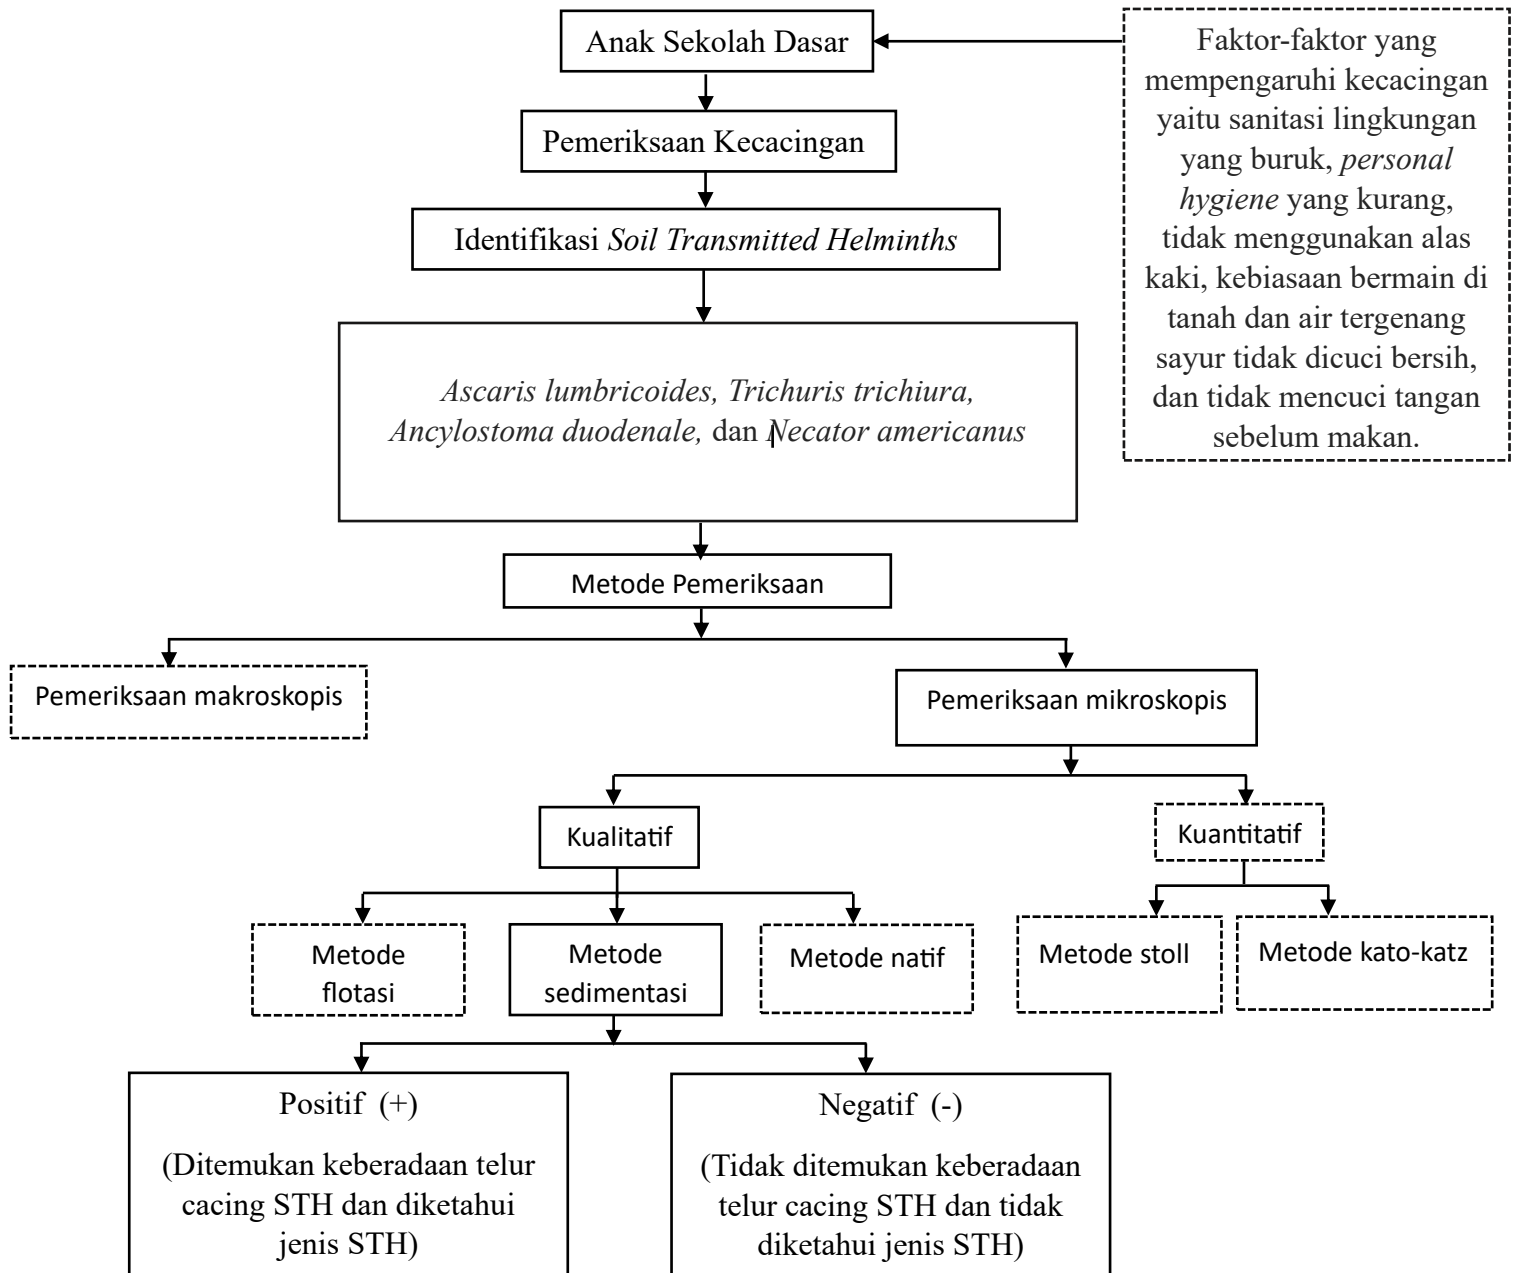 Anak Sekolah Dasar
Faktor-faktor yang
mempengaruhi kecacingan
yaitu sanitasi lingkungan
yang buruk, personal
hygiene yang kurang,
tidak menggunakan alas
kaki, kebiasaan bermain di
tanah dan air tergenang
sayur tidak dicuci bersih,
dan tidak mencuci tangan
sebelum makan.
Pemeriksaan Kecacingan
Identifikasi Soil Transmitted Helminths
Ascaris lumbricoides, Trichuris trichiura,
Ancylostoma duodenale, dan Necator americanus
Metode Pemeriksaan
Pemeriksaan makroskopis
Pemeriksaan mikroskopis
Kualitatif
Kuantitatif
Metode
flotasi
Metode
sedimentasi
Metode natif
Metode stoll
Metode kato-katz
Positif (+)
(Ditemukan keberadaan telur
cacing STH dan diketahui
jenis STH)
Negatif (-)
(Tidak ditemukan keberadaan
telur cacing STH dan tidak
diketahui jenis STH)